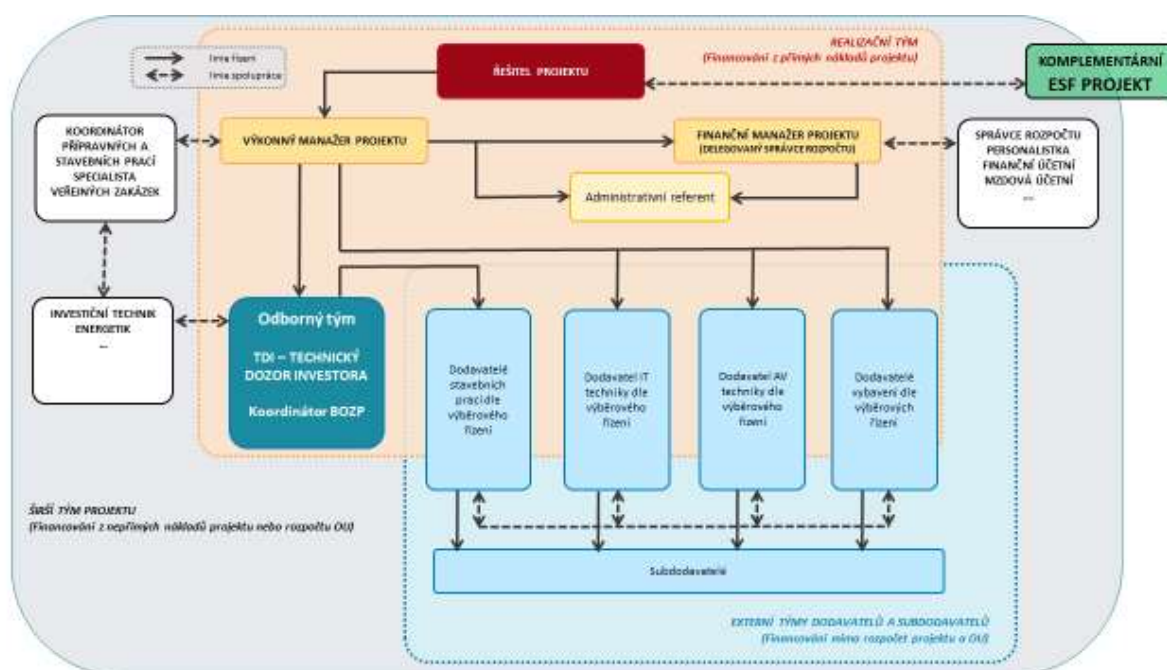 linie řízení
linie spolupráce
REALIZAČNÍ TÝM
(Financování z přímých nákladů projektu)
ŘEŠITEL PROJEKTU
KOMPLEMENTÁRNÍ
ESF PROJEKT
KOORDINÁTOR
PŘÍPRAVNÝCH A
STAVEBNÍCH PRACÍ
SPECIALISTA
VEŘEJNÝCH ZAKÁZEK
VÝKONNÝ MANAŽER PROJEKTU
FINANČNÍ MANAŽER PROJEKTU
(DELEGOVANÝ SPRÁVCE ROZPOČTU)
SPRÁVCE ROZPOČTU
PERSONALISTKA
FINANČNÍ ÚČETNÍ
MZDOVÁ ÚČETNÍ
...
Administrativní referent
INVESTIČNÍ TECHNIK
ENERGETIK
...
Odborný tým
TDI – TECHNICKÝ
DOZOR INVESTORA
Koordinátor BOZP
Dodavatelé
stavebních
prací dle
výběrového
řízení
Dodavatel IT
techniky dle
výběrového
řízení
Dodavatel AV
techniky dle
výběrového
řízení
Dodavatelé
vybavení dle
výběrových
řízení
ŠIRŠÍ TÝM PROJEKTU
(Financování z nepřímých nákladů projektu nebo rozpočtu OU)
Subdodavatelé
EXTERNÍ TÝMY DODAVATELŮ A SUBDODAVATELŮ
(Financování mimo rozpočet projektu a OU)